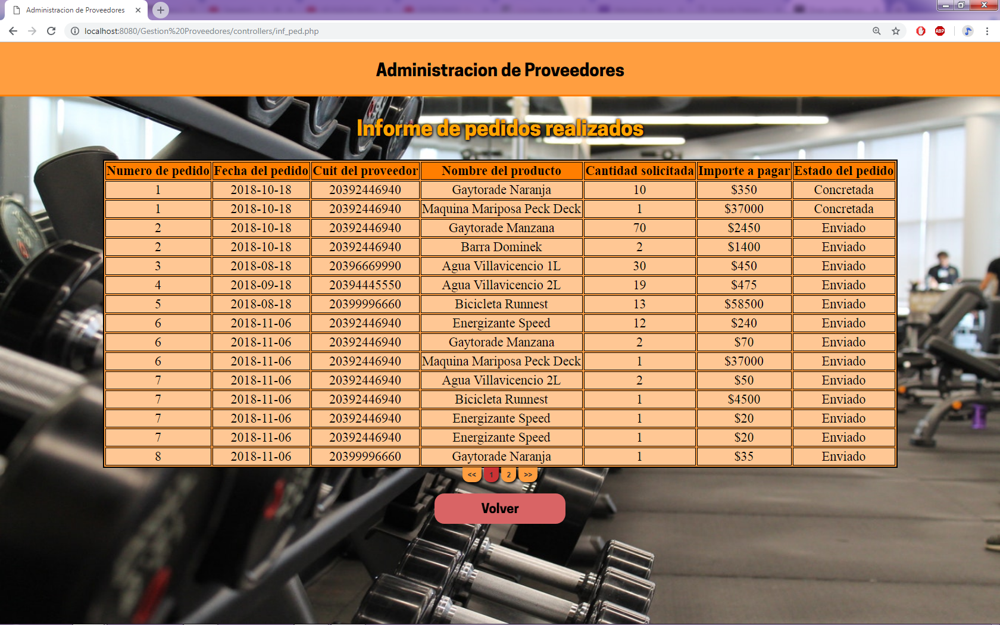 Administracion de Proveedores
localhost:8080/Gestion%20Proveedores/controllers/inf_ped.php
ABP
Administracion de Proveedores
Informe de pedidos realizados
Numero de pedido Fecha del pedido Cuit del proveedor Nombre del producto Cantidad solicitada Importe a pagar Estado del pedido
1 2018-10-18 20392446940 Gaytorade Naranja 10 $350 Concretada
1 2018-10-18 20392446940 Maquina Mariposa Peck Deck 1 $37000 Concretada
2 2018-10-18 20392446940 Gaytorade Manzana 70 $2450 Enviado
2 2018-10-18 20392446940 Barra Dominek 2 $1400 Enviado
3 2018-08-18 20396669990 Agua Villavicencio 1L 30 $450 Enviado
4 2018-09-18 20394445550 Agua Villavicencio 2L 19 $475 Enviado
5 2018-08-18 20399996660 Bicicleta Runnest 13 $58500 Enviado
6 2018-11-06 20392446940 Energizante Speed 12 $240 Enviado
6 2018-11-06 20392446940 Gaytorade Manzana 2 $70 Enviado
6 2018-11-06 20392446940 Maquina Mariposa Peck Deck 1 $37000 Enviado
7 2018-11-06 20392446940 Agua Villavicencio 2L 2 $50 Enviado
7 2018-11-06 20392446940 Bicicleta Runnest 1 $4500 Enviado
7 2018-11-06 20392446940 Energizante Speed 1 $20 Enviado
7 2018-11-06 20392446940 Energizante Speed 1 $20 Enviado
8 2018-11-06 20399996660 Gaytorade Naranja 1 $35 Enviado
<< 1 2 >>
Volver